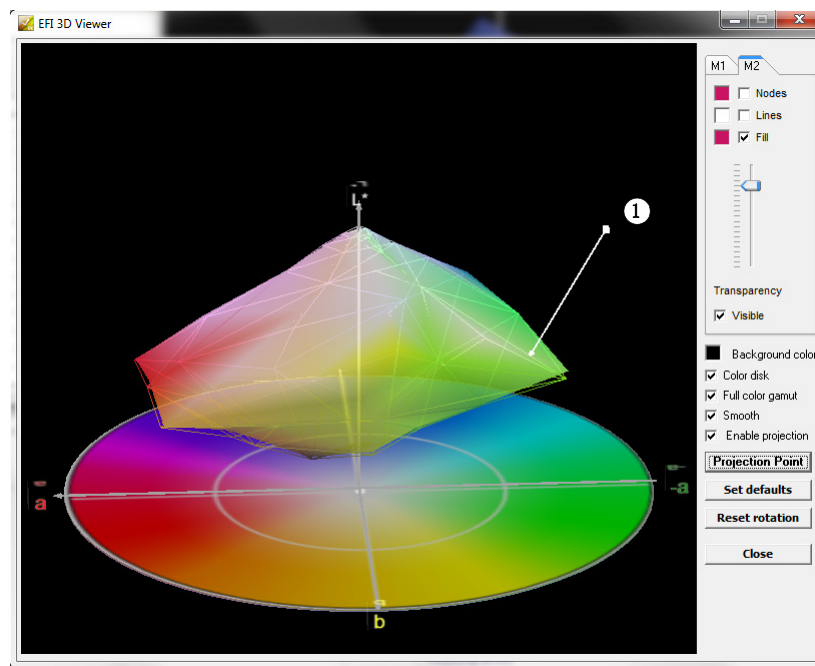 EFI 3D Viewer
M1 M2
Nodes
Lines
Fill
L*
1
Transparency
Visible
Background color
Color disk
Full color gamut
Smooth
Enable projection
Projection Point
a
-a
Set defaults
Reset rotation
Close
b